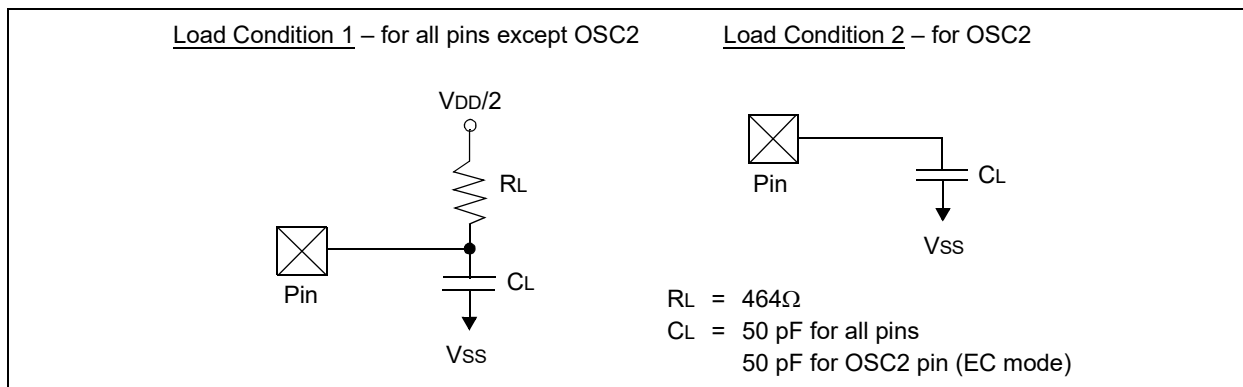 Load Condition 1 – for all pins except OSC2
Load Condition 2 – for OSC2
VDD/2
RL
Pin
CL
VSS
Pin
CL
VSS
RL = 464Ω
CL = 50 pF for all pins
50 pF for OSC2 pin (EC mode)